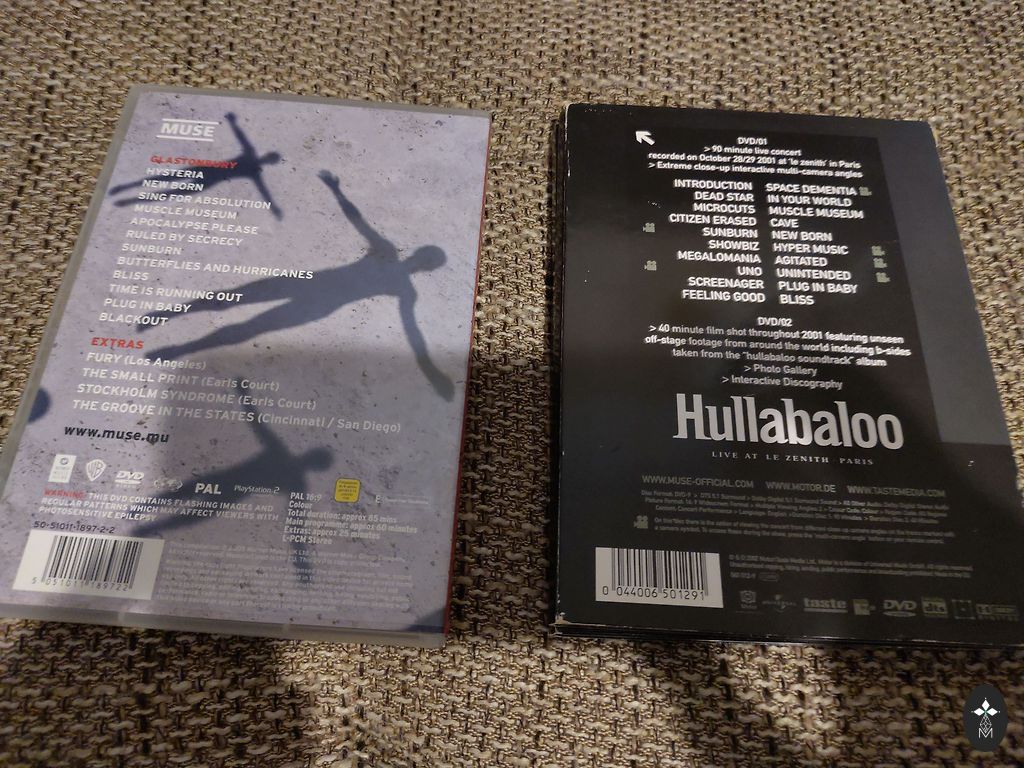 MUSE
GLASTONBURY
HYSTERIA
NEW BORN
SING FOR ABSOLUTION
MUSCLE MUSEUM
APOCALYPSE PLEASE
RULED BY SECRECY
SUNBURN
BUTTERFLIES AND HURRICANES
BLISS
TIME IS RUNNING OUT
PLUG IN BABY
BLACKOUT
EXTRAS
FURY (Los Angeles)
THE SMALL PRINT (Earls Court)
STOCKHOLM SYNDROME (Earls Court)
THE GROOVE IN THE STATES (Cincinnati / San Diego)
www.muse.mu
DVD
PAL
PlayStation.2
PAL 16:9
Colour
Total duration: approx 85 mins
Main programme: approx 60 minutes
Extras: approx 25 minutes
L-PCM Stereo
E
WARNING: THIS DVD CONTAINS FLASHING IMAGES AND
REGULAR PATTERNS WHICH MAY AFFECT VIEWERS WITH
PHOTOSENSITIVE EPILEPSY
50-51011-1897-2-2
5 051011 189722
DVD/01
> 90 minute live concert
recorded on October 28/29 2001 at 'le zenith' in Paris
> Extreme close-up interactive multi-camera angles
INTRODUCTION SPACE DEMENTIA
DEAD STAR IN YOUR WORLD
MICROCUTS MUSCLE MUSEUM
CITIZEN ERASED CAVE
SUNBURN NEW BORN
SHOWBIZ HYPER MUSIC
MEGALOMANIA AGITATED
UNO UNINTENDED
SCREENAGER PLUG IN BABY
FEELING GOOD BLISS
DVD/02
> 40 minute film shot throughout 2001 featuring unseen
off-stage footage from around the world including b-sides
taken from the "hullabaloo soundtrack" album
> Photo Gallery
> Interactive Discography
Hullabaloo
LIVE AT LE ZENITH PARIS
WWW.MUSE-OFFICIAL.COM WWW.MOTOR.DE WWW.TASTEMEDIA.COM
0 044006 501291
taste
DVD
dts
M